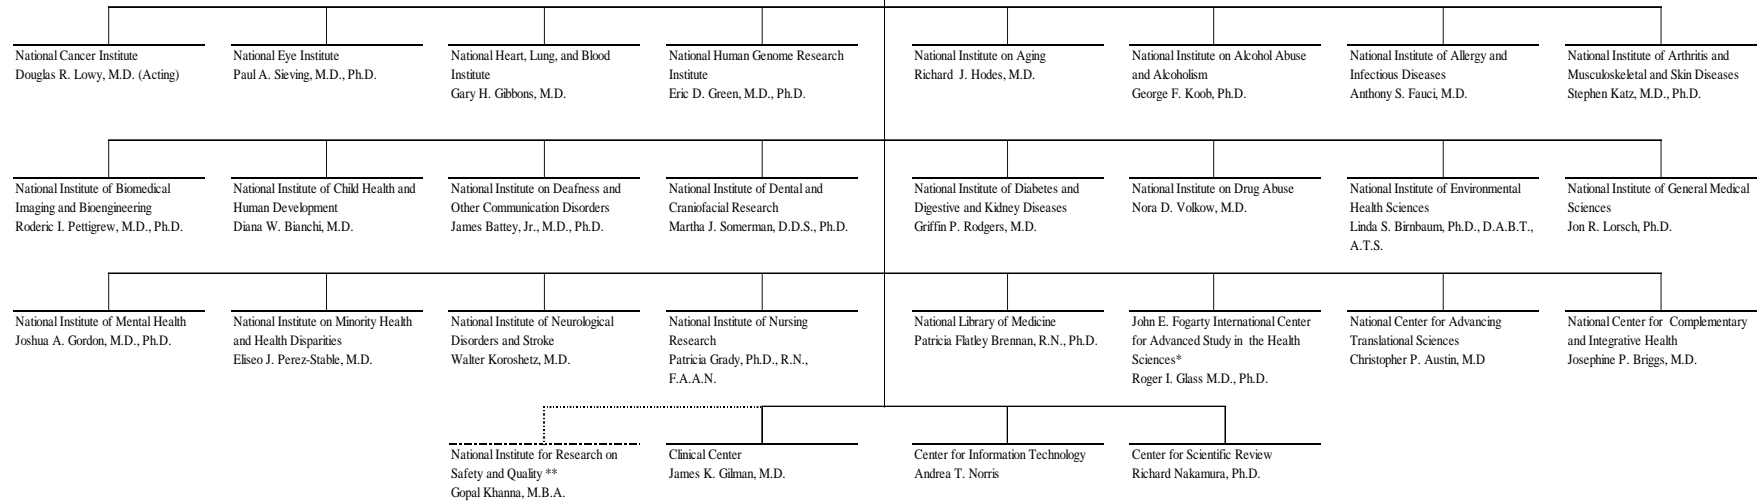 National Cancer Institute
Douglas R. Lowy, M.D. (Acting)
National Eye Institute
Paul A. Sieving, M.D., Ph.D.
National Heart, Lung, and Blood
Institute
Gary H. Gibbons, M.D.
National Human Genome Research
Institute
Eric D. Green, M.D., Ph.D.
National Institute on Aging
Richard J. Hodes, M.D.
National Institute on Alcohol Abuse
and Alcoholism
George F. Koob, Ph.D.
National Institute of Allergy and
Infectious Diseases
Anthony S. Fauci, M.D.
National Institute of Arthritis and
Musculoskeletal and Skin Diseases
Stephen Katz, M.D., Ph.D.
National Institute of Biomedical
Imaging and Bioengineering
Roderic I. Pettigrew, M.D., Ph.D.
National Institute of Child Health and
Human Development
Diana W. Bianchi, M.D.
National Institute on Deafness and
Other Communication Disorders
James Battey, Jr., M.D., Ph.D.
National Institute of Dental and
Craniofacial Research
Martha J. Somerman, D.D.S., Ph.D.
National Institute of Diabetes and
Digestive and Kidney Diseases
Griffin P. Rodgers, M.D.
National Institute on Drug Abuse
Nora D. Volkow, M.D.
National Institute of Environmental
Health Sciences
Linda S. Birnbaum, Ph.D., D.A.B.T.,
A.T.S.
National Institute of General Medical
Sciences
Jon R. Lorsch, Ph.D.
National Institute of Mental Health
Joshua A. Gordon, M.D., Ph.D.
National Institute on Minority Health
and Health Disparities
Eliseo J. Perez-Stable, M.D.
National Institute of Neurological
Disorders and Stroke
Walter Koroshetz, M.D.
National Institute of Nursing
Research
Patricia Grady, Ph.D., R.N.,
F.A.A.N.
National Library of Medicine
Patricia Flatley Brennan, R.N., Ph.D.
John E. Fogarty International Center
for Advanced Study in the Health
Sciences*
Roger I. Glass M.D., Ph.D.
National Center for Advancing
Translational Sciences
Christopher P. Austin, M.D
National Center for Complementary
and Integrative Health
Josephine P. Briggs, M.D.
National Institute for Research on
Safety and Quality **
Gopal Khanna, M.B.A.
Clinical Center
James K. Gilman, M.D.
Center for Information Technology
Andrea T. Norris
Center for Scientific Review
Richard Nakamura, Ph.D.